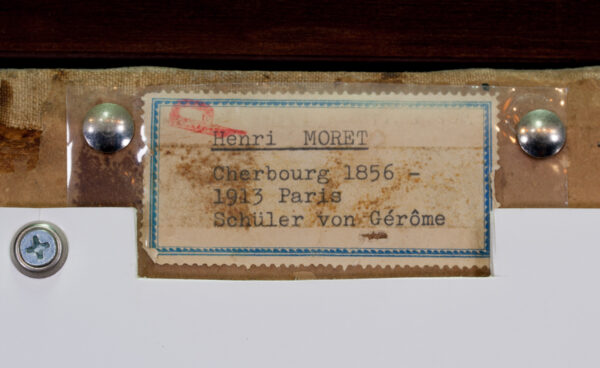 Henri MORET
Cherbourg 1856 -
1913 Paris
Schüler von Gérôme